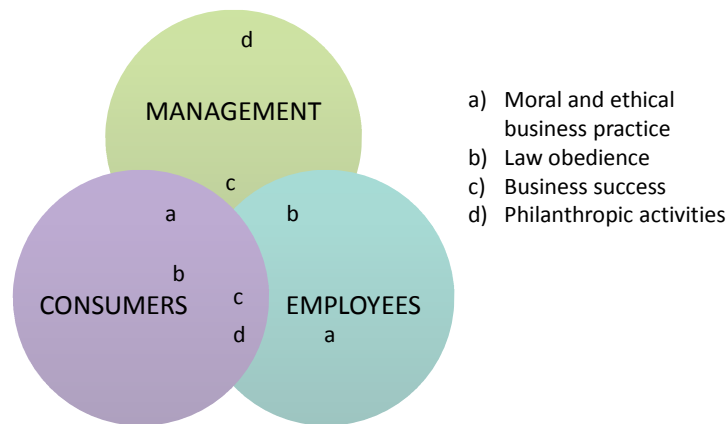 d
MANAGEMENT
c
a
b
b
CONSUMERS
c
EMPLOYEES
d
a
a) Moral and ethical
business practice
b) Law obedience
c) Business success
d) Philanthropic activities